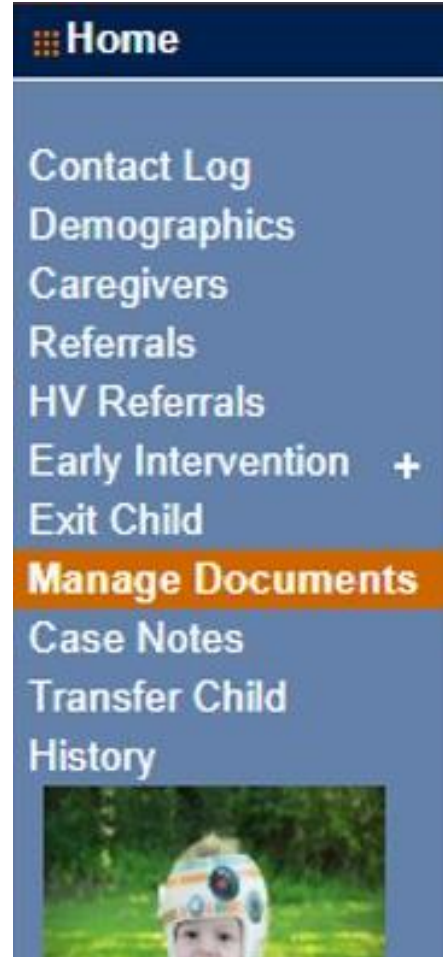 Home
Contact Log
Demographics
Caregivers
Referrals
HV Referrals
Early Intervention +
Exit Child
Manage Documents
Case Notes
Transfer Child
History